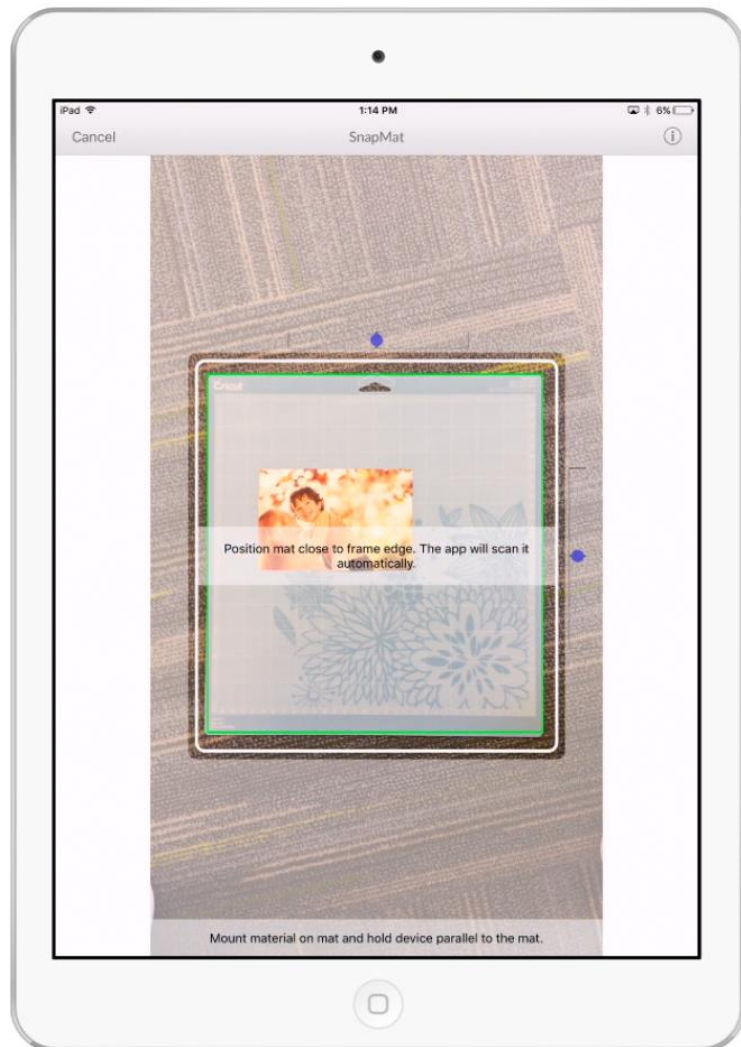 iPad
1:14 PM
6%
Cancel
SnapMat
Cricut
Position mat close to frame edge. The app will scan it
automatically.
Mount material on mat and hold device parallel to the mat.